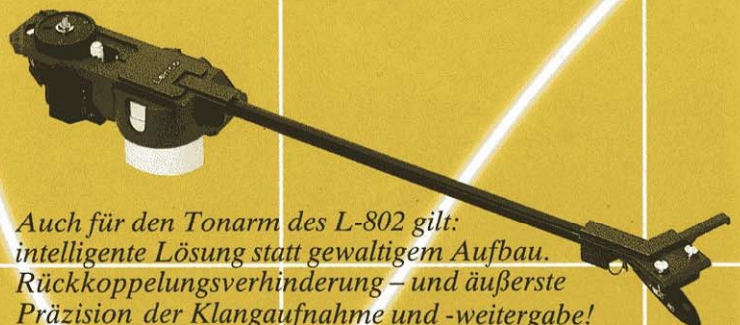 Auch für den Tonarm des L-802 gilt:
intelligente Lösung statt gewaltigem Aufbau.
Rückkoppelungsverhinderung – und äußerste
Präzision der Klangaufnahme und -weitergabe!